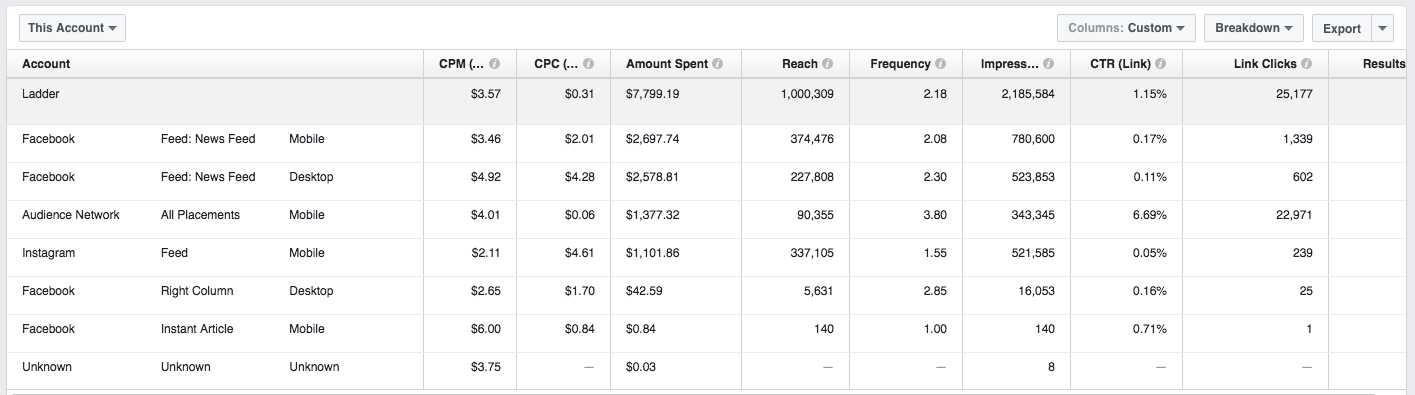 This Account Columns: Custom Breakdown Export
Account CPM (... CPC (... Amount Spent Reach Frequency Impress... CTR (Link) Link Clicks Results
Ladder $3.57 $0.31 $7,799.19 1,000,309 2.18 2,185,584 1.15% 25,177
Facebook Feed: News Feed Mobile $3.46 $2.01 $2,697.74 374,476 2.08 780,600 0.17% 1,339
Facebook Feed: News Feed Desktop $4.92 $4.28 $2,578.81 227,808 2.30 523,853 0.11% 602
Audience Network All Placements Mobile $4.01 $0.06 $1,377.32 90,355 3.80 343,345 6.69% 22,971
Instagram Feed Mobile $2.11 $4.61 $1,101.86 337,105 1.55 521,585 0.05% 239
Facebook Right Column Desktop $2.65 $1.70 $42.59 5,631 2.85 16,053 0.16% 25
Facebook Instant Article Mobile $6.00 $0.84 $0.84 140 1.00 140 0.71% 1
Unknown Unknown Unknown $3.75 — $0.03 — — 8 — —